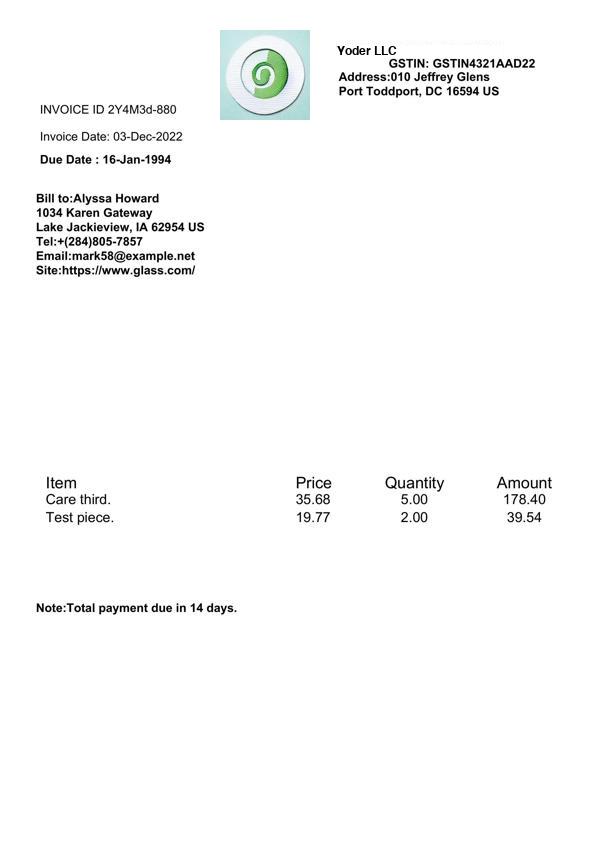 Yoder LLC
GSTIN: GSTIN4321AAD22
Address:010 Jeffrey Glens
Port Toddport, DC 16594 US
INVOICE ID 2Y4M3d-880
Invoice Date: 03-Dec-2022
Due Date : 16-Jan-1994
Bill to:Alyssa Howard
1034 Karen Gateway
Lake Jackieview, IA 62954 US
Tel:+(284)805-7857
Email:mark58@example.net
Site:https://www.glass.com/
Item Price Quantity Amount
Care third. 35.68 5.00 178.40
Test piece. 19.77 2.00 39.54
Note:Total payment due in 14 days.